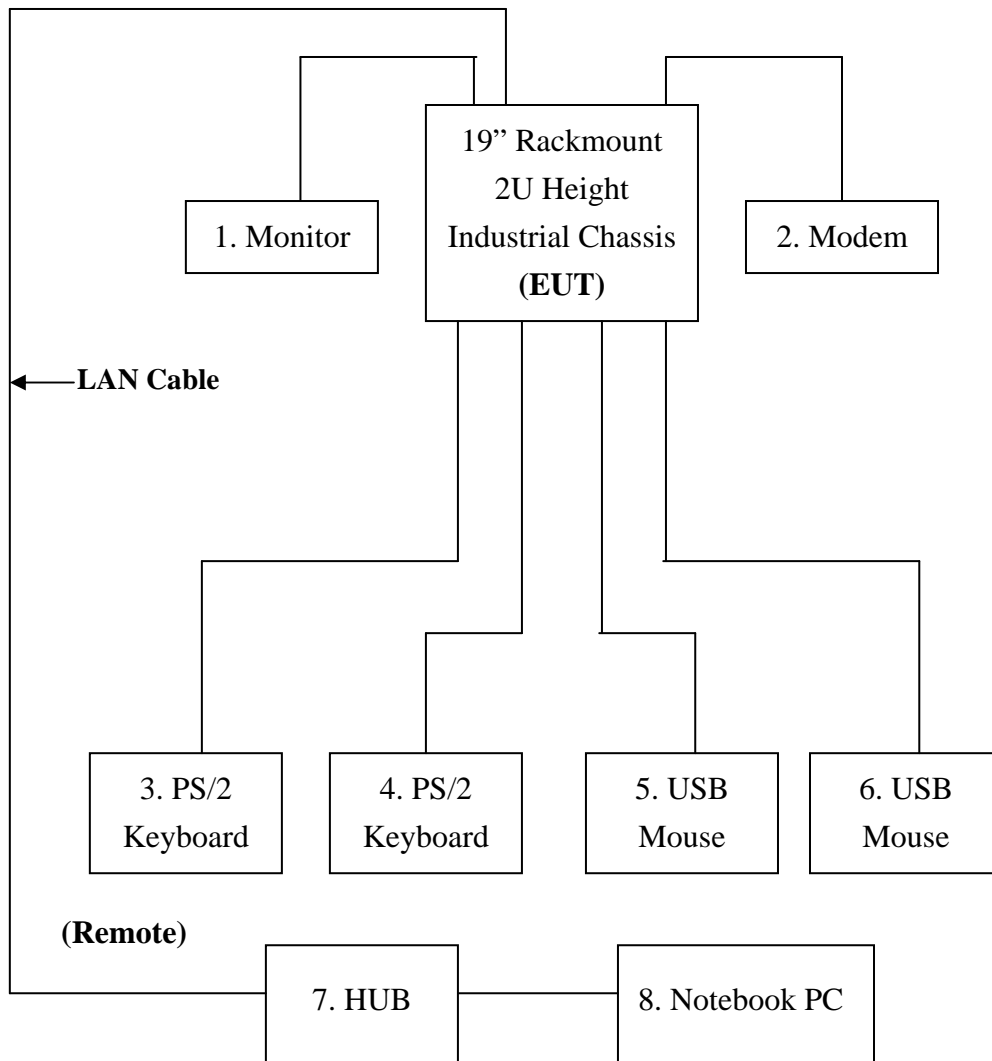 19” Rackmount
2U Height
Industrial Chassis
(EUT)
1. Monitor
2. Modem
LAN Cable
3. PS/2
Keyboard
4. PS/2
Keyboard
5. USB
Mouse
6. USB
Mouse
(Remote)
7. HUB
8. Notebook PC